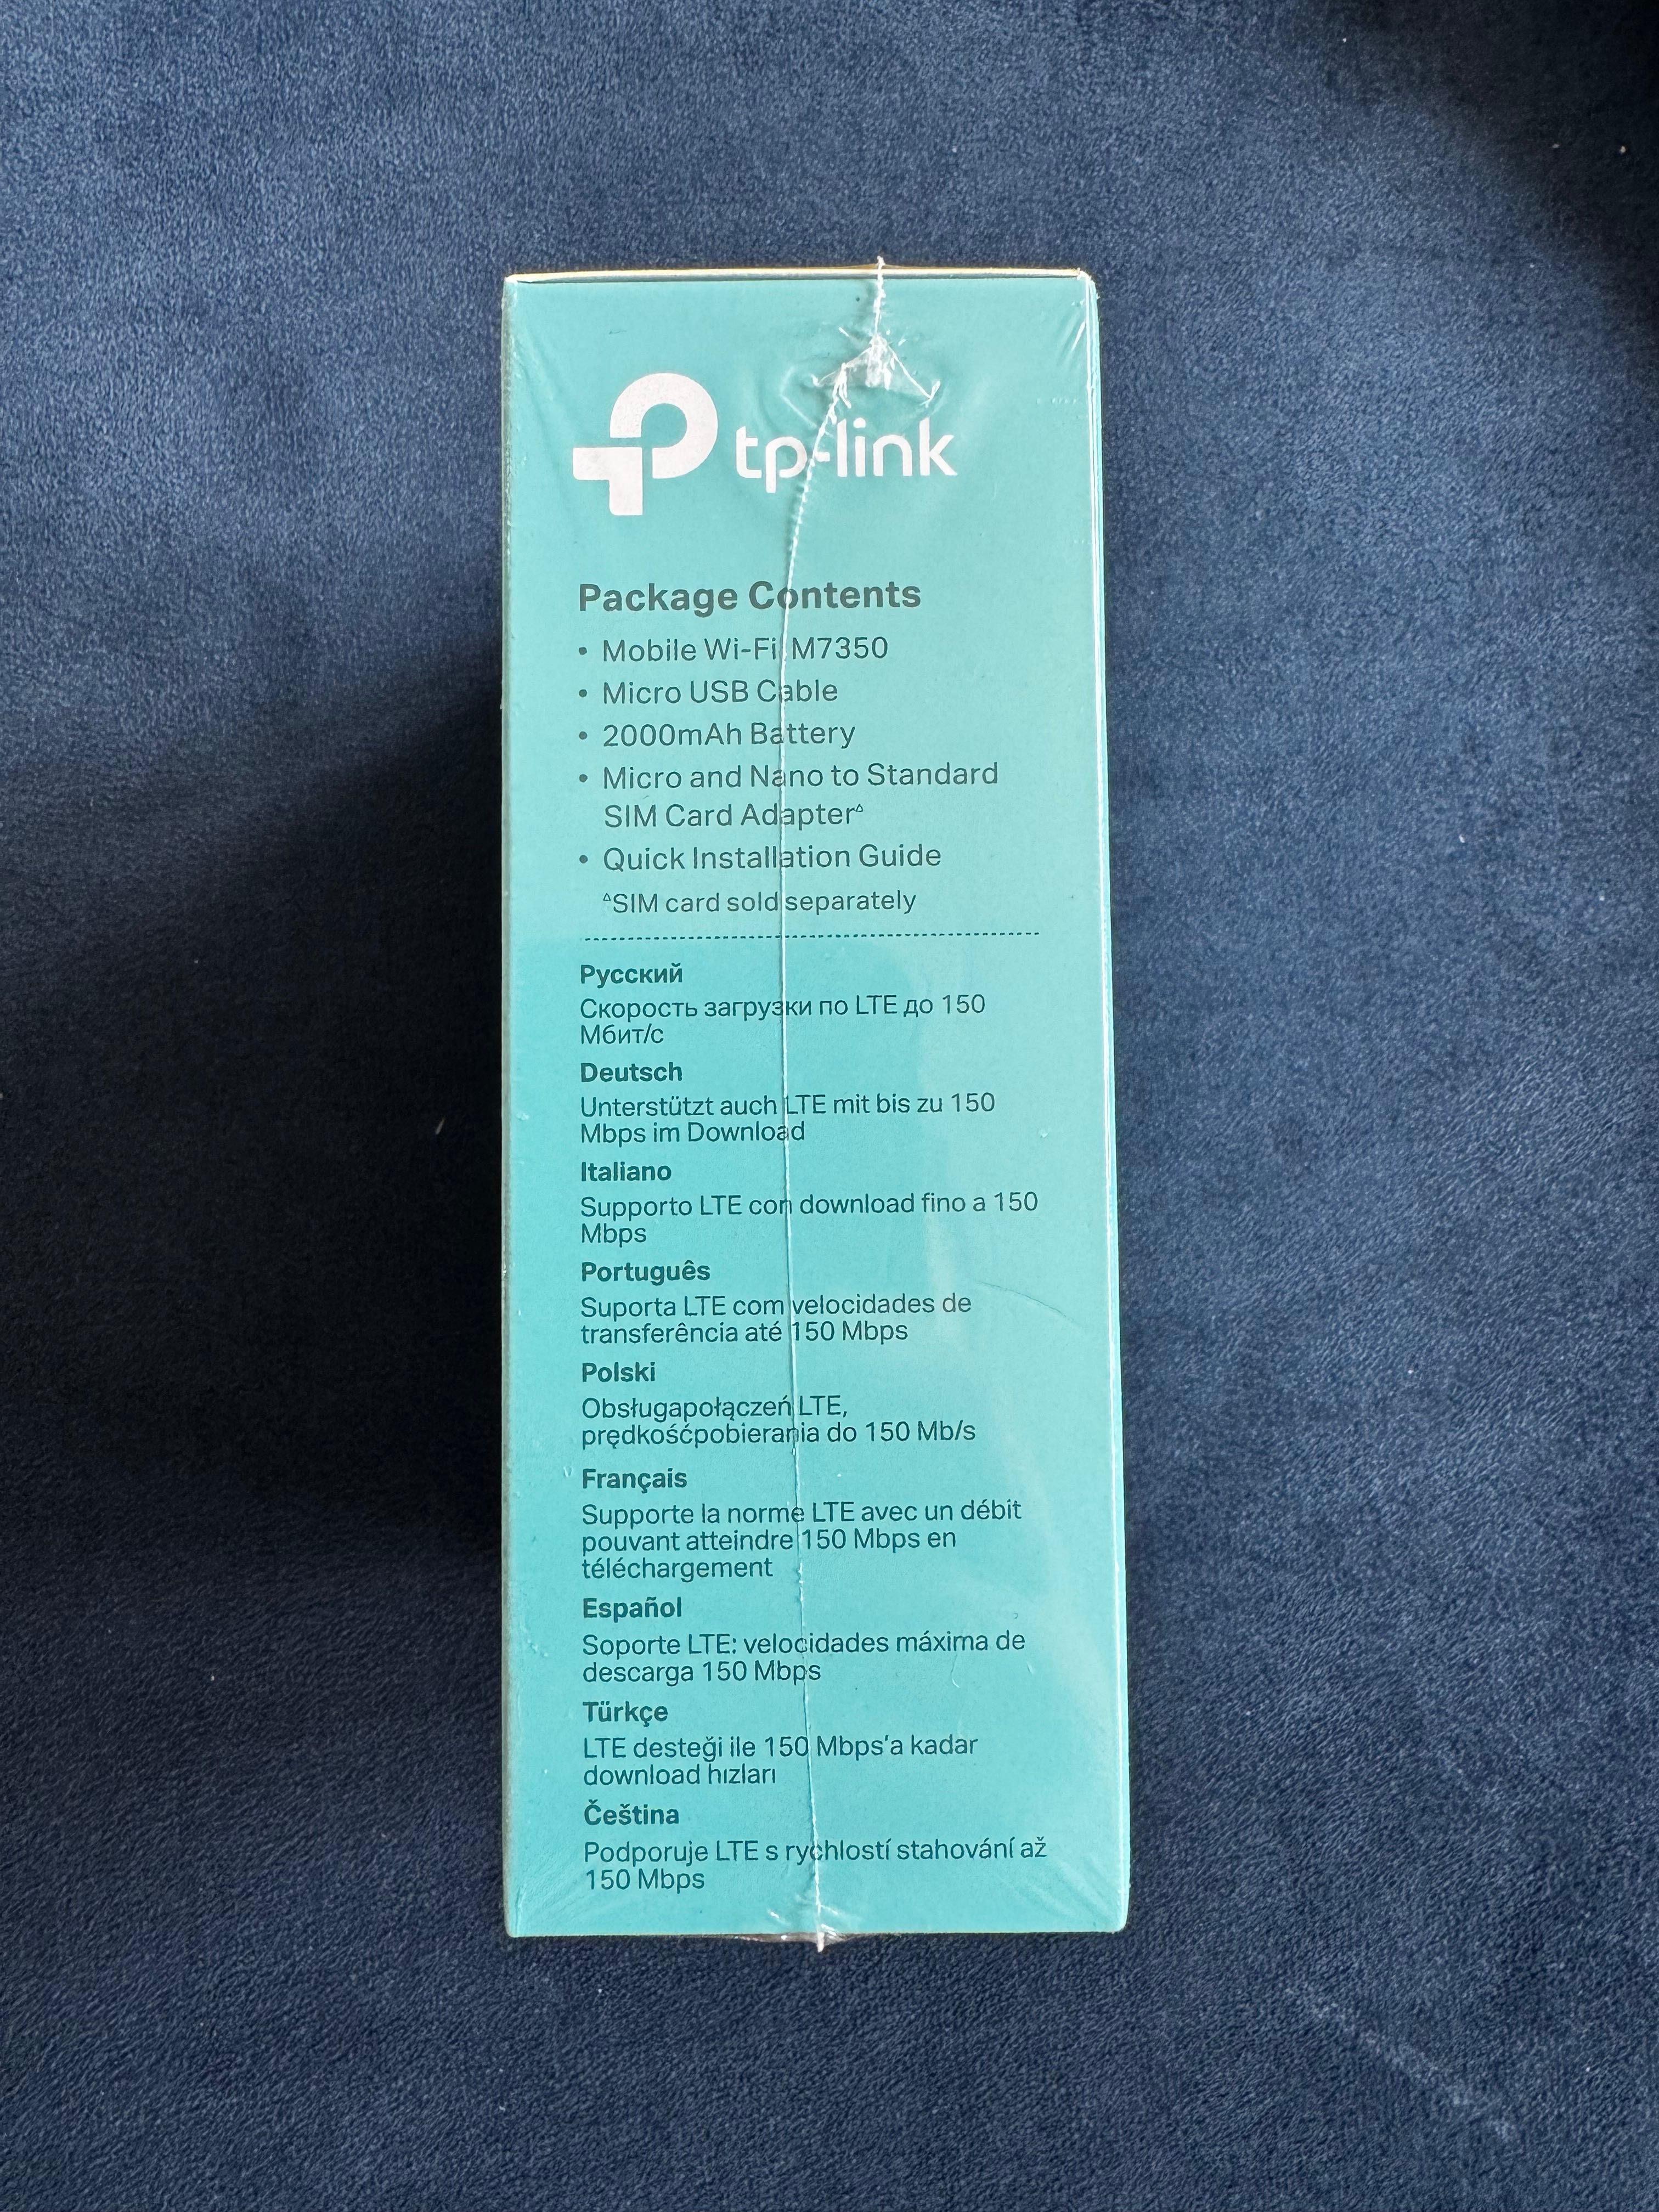 tp-link
Package Contents
• Mobile Wi-Fi M7350
• Micro USB Cable
• 2000mAh Battery
• Micro and Nano to Standard
SIM Card Adapter△
• Quick Installation Guide
△SIM card sold separately
Русский
Скорость загрузки по LTE до 150
Мбит/с
Deutsch
Unterstützt auch LTE mit bis zu 150
Mbps im Download
Italiano
Supporto LTE con download fino a 150
Mbps
Português
Suporta LTE com velocidades de
transferência até 150 Mbps
Polski
Obsługapołączeń LTE,
prędkośćpobierania do 150 Mb/s
Français
Supporte la norme LTE avec un débit
pouvant atteindre 150 Mbps en
téléchargement
Español
Soporte LTE: velocidades máxima de
descarga 150 Mbps
Türkçe
LTE desteği ile 150 Mbps'a kadar
download hızları
Čeština
Podporuje LTE s rychlostí stahování až
150 Mbps